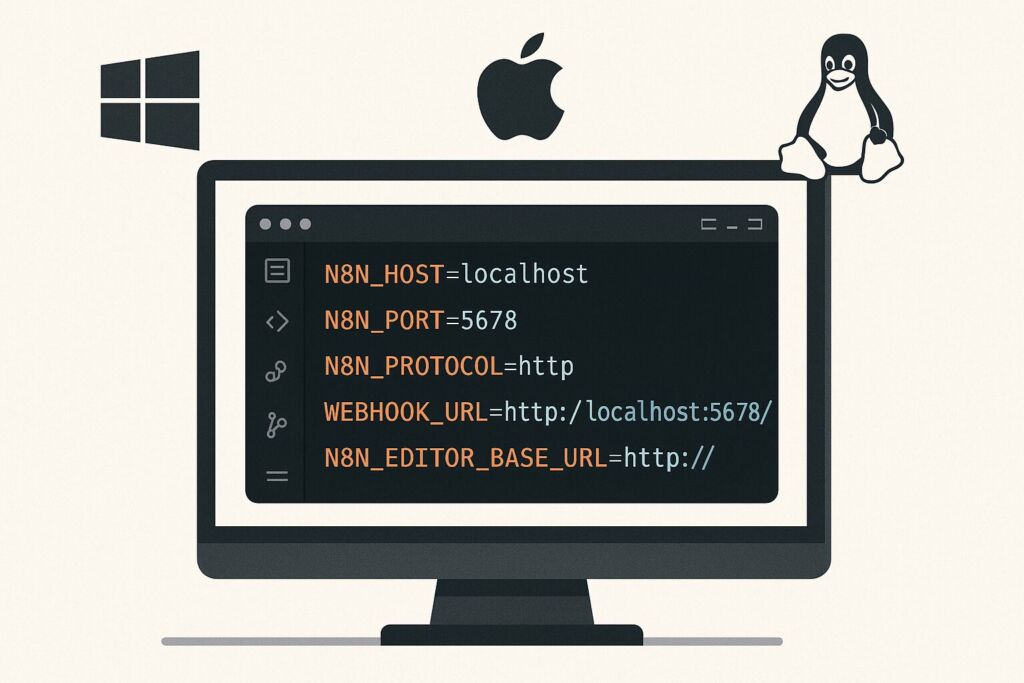 N8N_HOST=localhost
N8N_PORT=5678
N8N_PROTOCOL=http
WEBHOOK_URL=http:/localhost:5678/
N8N_EDITOR_BASE_URL=http://